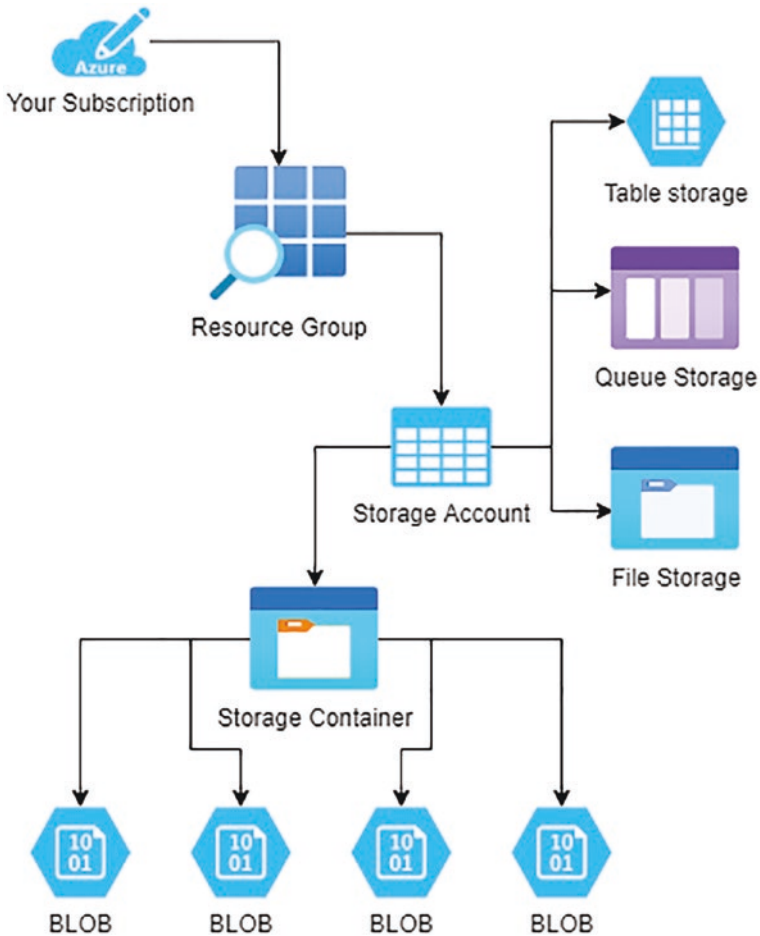 Azure
Your Subscription
Table storage
Resource Group
Queue Storage
Storage Account
File Storage
Storage Container
10
01
10
01
10
01
10
01
BLOB
BLOB
BLOB
BLOB